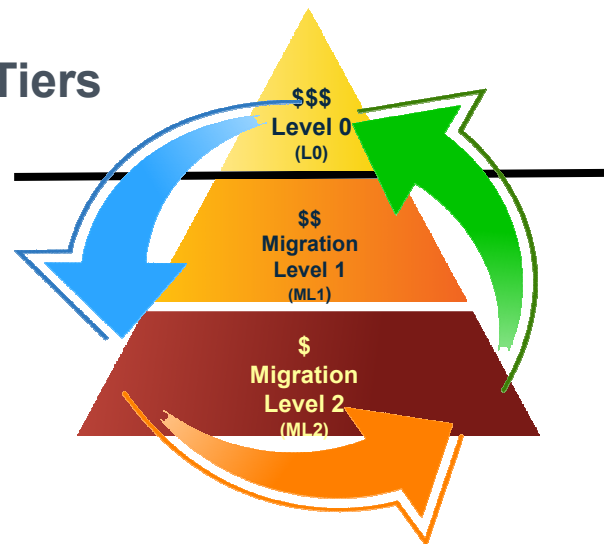 Tiers
$$$
Level 0
(L0)
$$
Migration
Level 1
(ML1)
$
Migration
Level 2
(ML2)